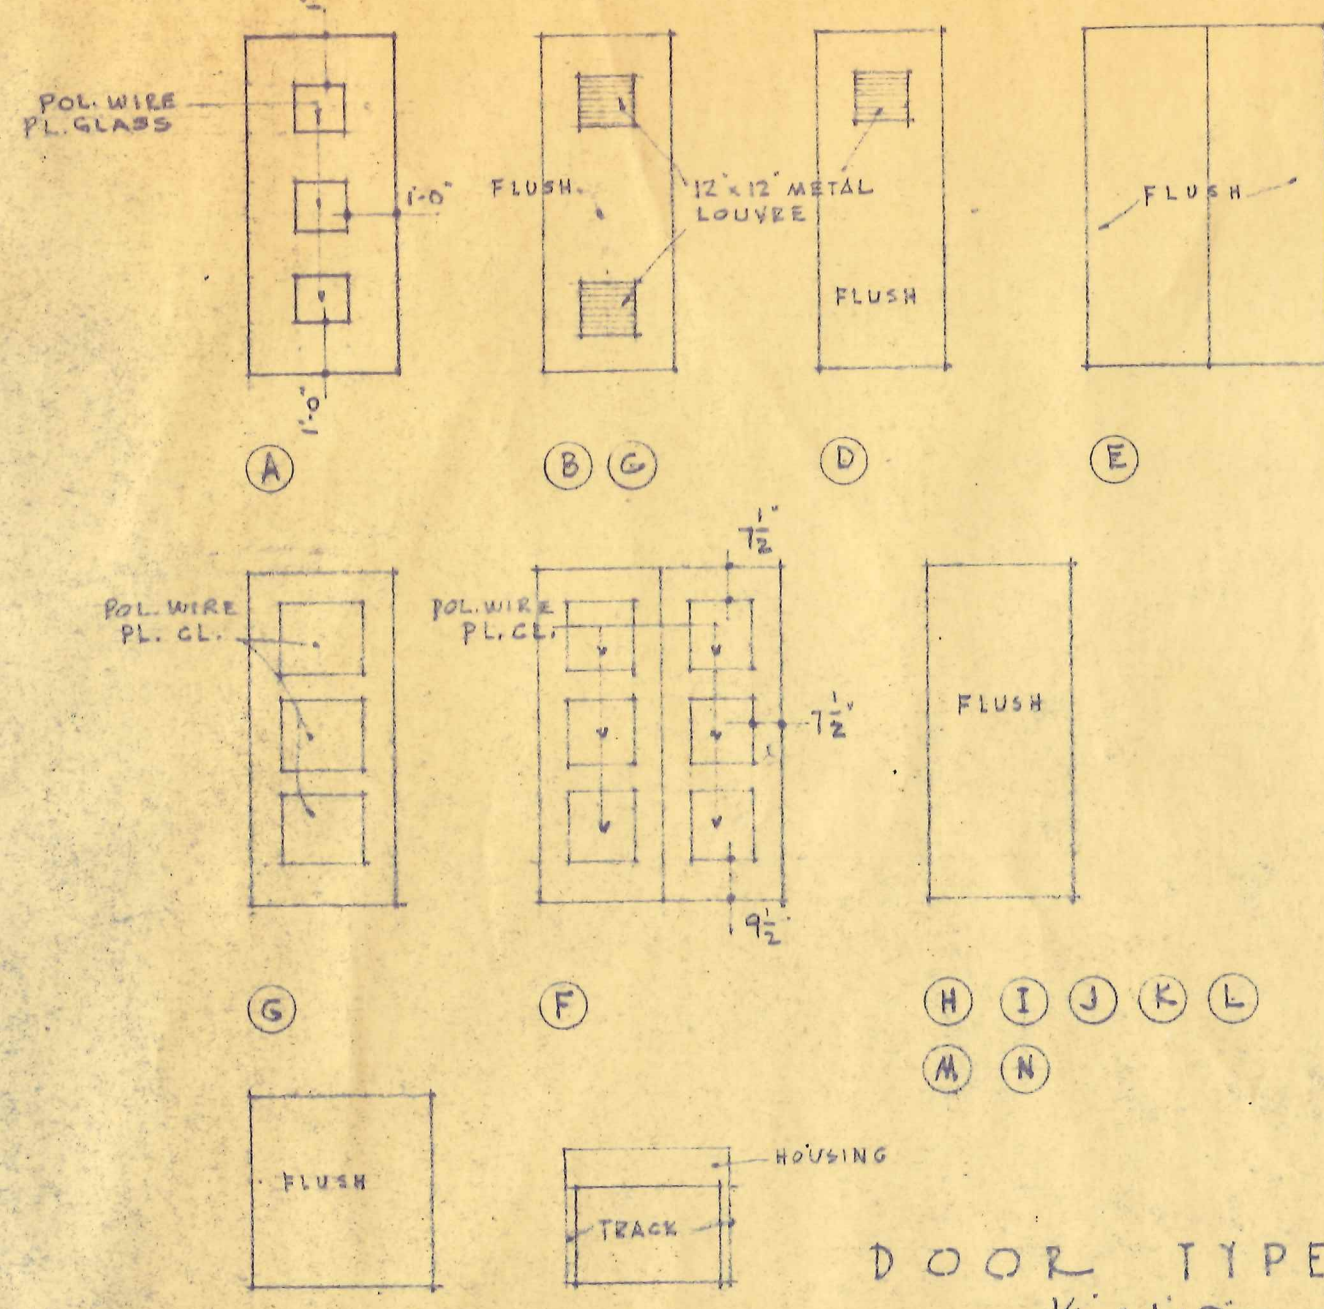 POL. WIRE
PL. GLASS
1'-0"
1'-0"
A
FLUSH
12"x12" METAL
LOUVRE
B C
FLUSH
D
FLUSH
E
POL. WIRE
PL. GL.
G
POL. WIRE
PL. GL.
7 1/2"
7 1/2"
9 1/2"
F
FLUSH
H I J K L
M N
FLUSH
HOUSING
TRACK
DOOR TYPE